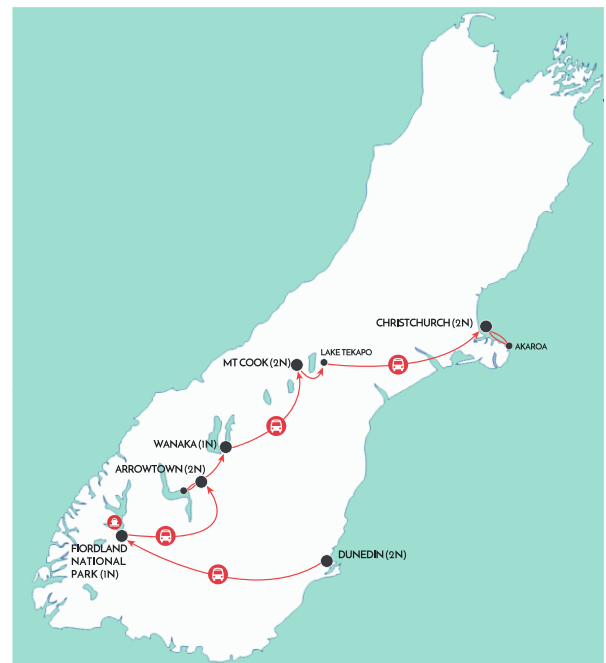 CHRISTCHURCH (2N)
AKAROA
LAKE TEKAPO
MT COOK (2N)
WANAKA (1N)
ARROWTOWN (2N)
FIORDLAND
NATIONAL
PARK (1N)
DUNEDIN (2N)